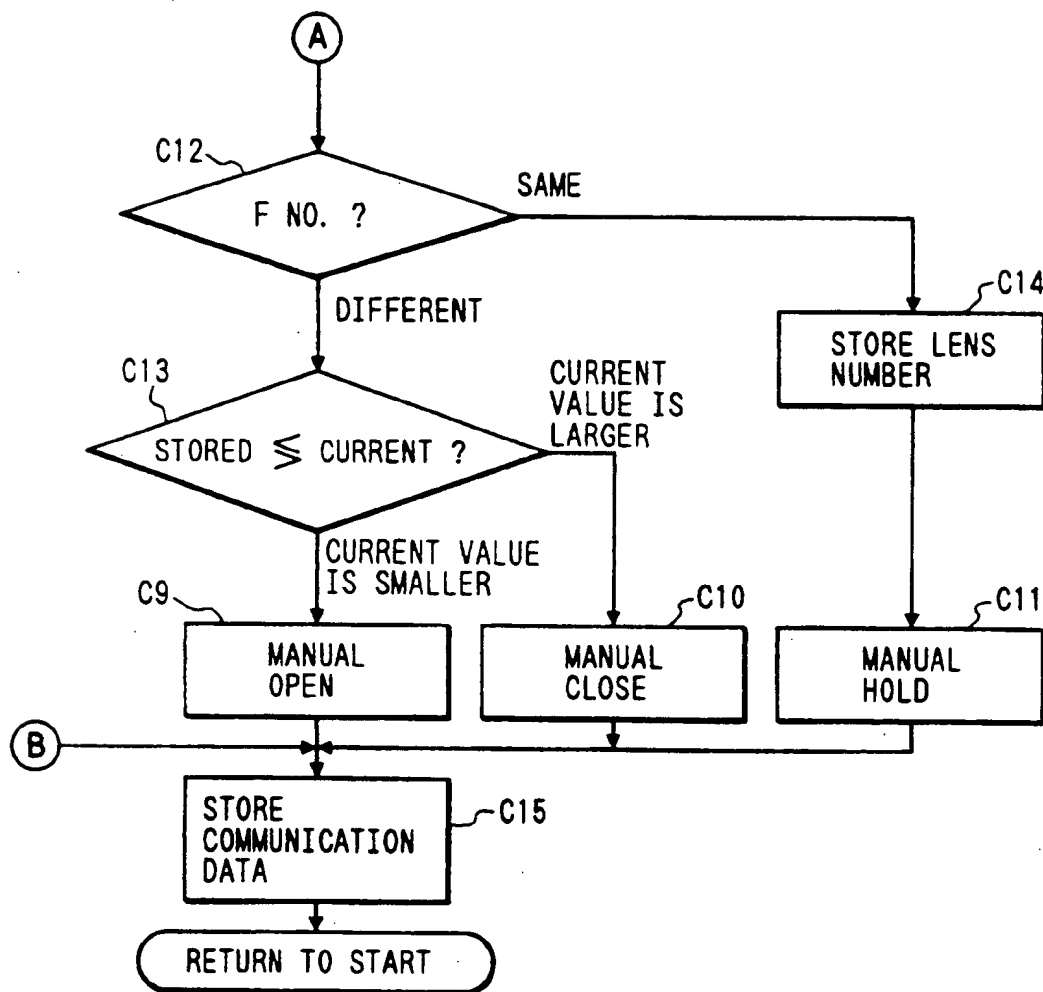 A
C12
F NO. ?
SAME
DIFFERENT
C14
STORE LENS
NUMBER
C13
STORED ≶ CURRENT ?
CURRENT
VALUE IS
LARGER
CURRENT VALUE
IS SMALLER
C9
MANUAL
OPEN
C10
MANUAL
CLOSE
C11
MANUAL
HOLD
B
STORE
COMMUNICATION
DATA
C15
RETURN TO START